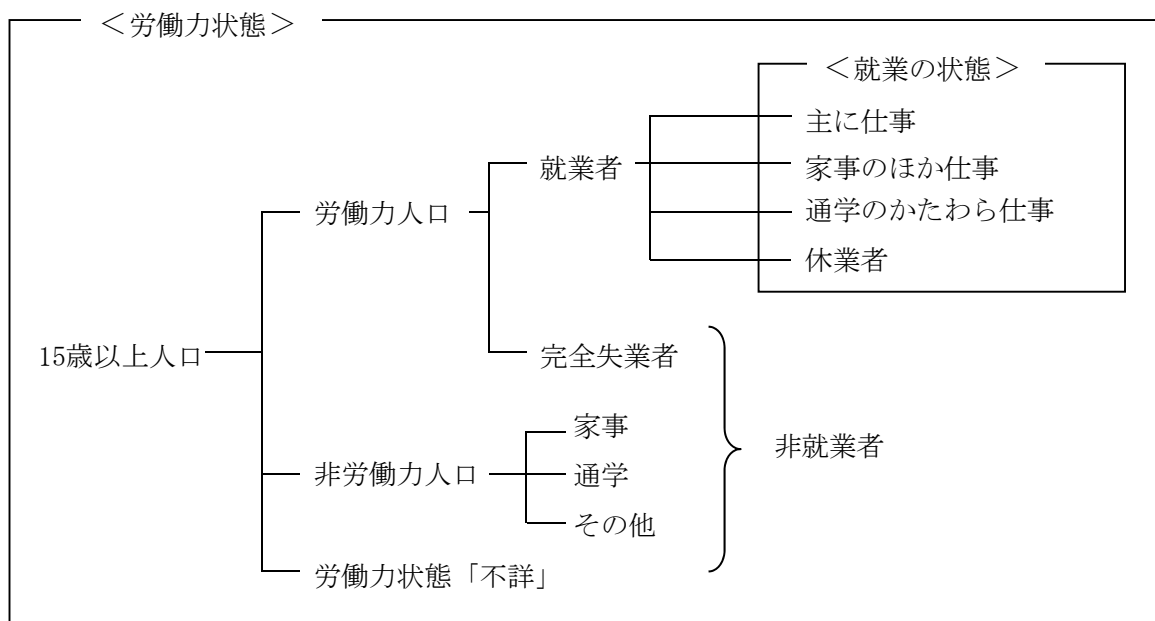 ＜労働力状態＞
＜就業の状態＞
主に仕事
就業者
家事のほか仕事
労働力人口
通学のかたわら仕事
休業者
15歳以上人口
完全失業者
家事
非就業者
非労働力人口
通学
その他
労働力状態「不詳」